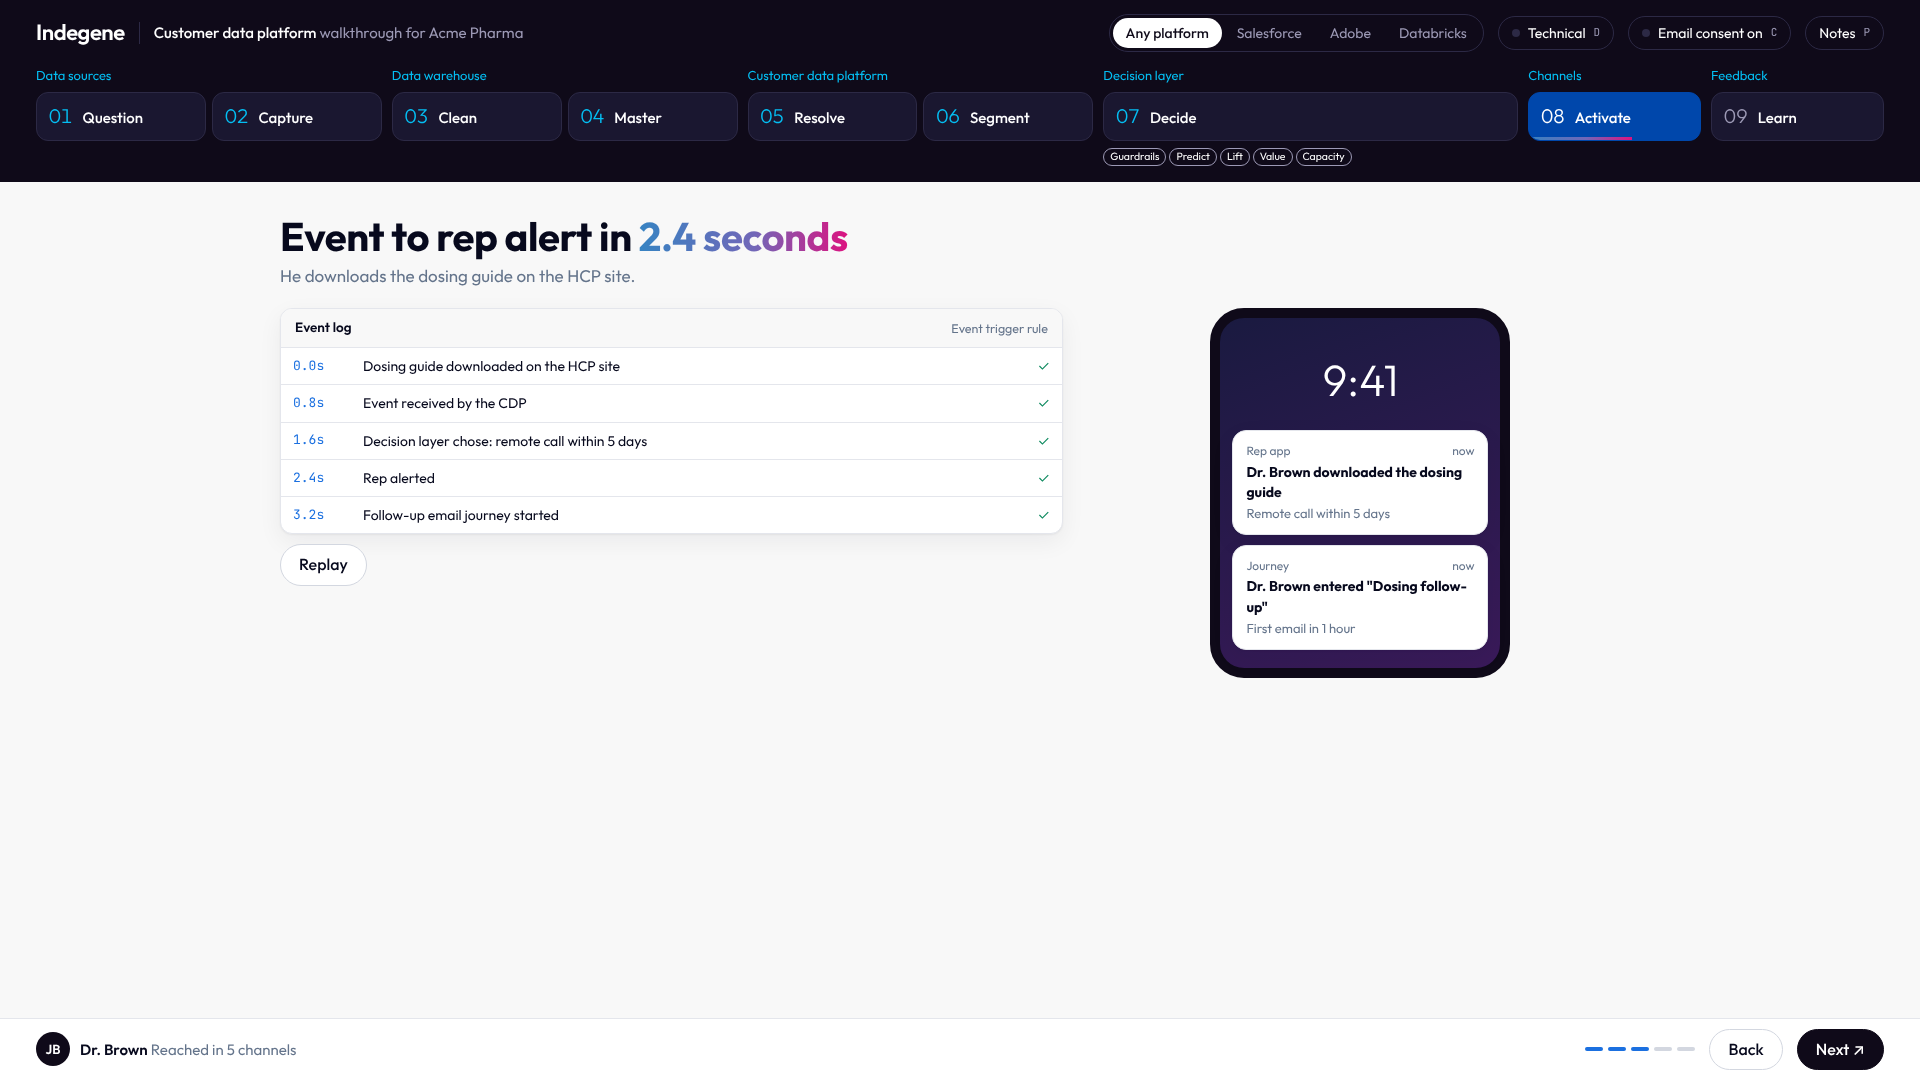 Indegene
Customer data platform walkthrough for Acme Pharma
Any platform
Salesforce
Adobe
Databricks
Technical D
Email consent on C
Notes P
Data sources
Data warehouse
Customer data platform
Decision layer
Channels
Feedback
01 Question
02 Capture
03 Clean
04 Master
05 Resolve
06 Segment
07 Decide
08 Activate
09 Learn
Guardrails
Predict
Lift
Value
Capacity
Event to rep alert in 2.4 seconds
He downloads the dosing guide on the HCP site.
Event log
Event trigger rule
0.0s Dosing guide downloaded on the HCP site ✓
0.8s Event received by the CDP ✓
1.6s Decision layer chose: remote call within 5 days ✓
2.4s Rep alerted ✓
3.2s Follow-up email journey started ✓
Replay
9:41
Rep app now
Dr. Brown downloaded the dosing
guide
Remote call within 5 days
Journey now
Dr. Brown entered "Dosing follow-
up"
First email in 1 hour
JB
Dr. Brown Reached in 5 channels
Back
Next ↗